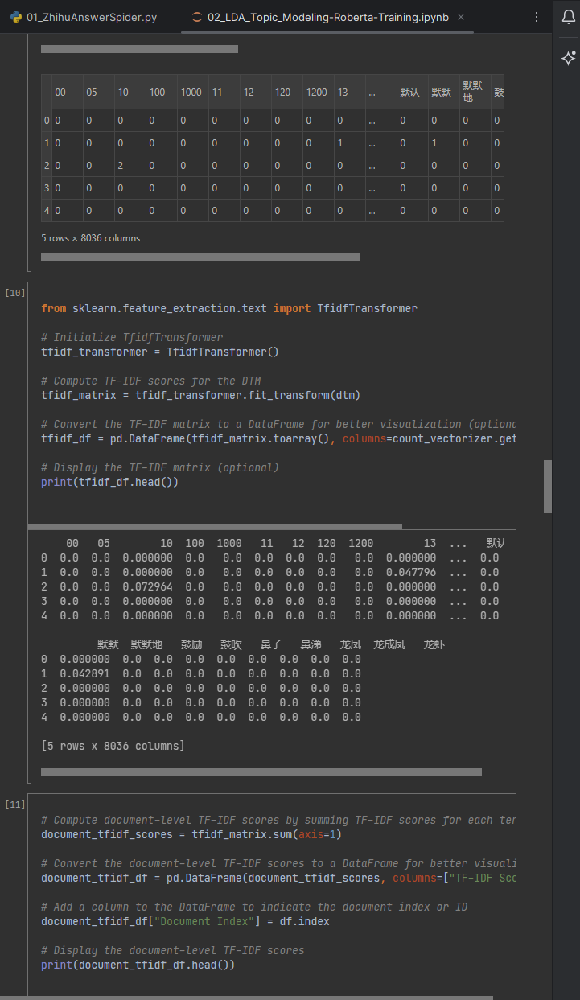 01_ZhihuAnswerSpider.py 02_LDA_Topic_Modeling-Roberta-Training.ipynb
00 05 10 100 1000 11 12 120 1200 13 ... 默认 默默 默默地 鼓
0 0 0 0 0 0 0 0 0 0 0 ... 0 0 0 0
1 0 0 0 0 0 0 0 0 0 1 ... 0 1 0 0
2 0 0 2 0 0 0 0 0 0 0 ... 0 0 0 0
3 0 0 0 0 0 0 0 0 0 0 ... 0 0 0 0
4 0 0 0 0 0 0 0 0 0 0 ... 0 0 0 0
5 rows × 8036 columns
[10]
from sklearn.feature_extraction.text import TfidfTransformer
# Initialize TfidfTransformer
tfidf_transformer = TfidfTransformer()
# Compute TF-IDF scores for the DTM
tfidf_matrix = tfidf_transformer.fit_transform(dtm)
# Convert the TF-IDF matrix to a DataFrame for better visualization (optiona
tfidf_df = pd.DataFrame(tfidf_matrix.toarray(), columns=count_vectorizer.get
# Display the TF-IDF matrix (optional)
print(tfidf_df.head())
00 05 10 100 1000 11 12 120 1200 13 ... 默认
0 0.0 0.0 0.000000 0.0 0.0 0.0 0.0 0.0 0.0 0.000000 ... 0.0
1 0.0 0.0 0.000000 0.0 0.0 0.0 0.0 0.0 0.0 0.047796 ... 0.0
2 0.0 0.0 0.072964 0.0 0.0 0.0 0.0 0.0 0.0 0.000000 ... 0.0
3 0.0 0.0 0.000000 0.0 0.0 0.0 0.0 0.0 0.0 0.000000 ... 0.0
4 0.0 0.0 0.000000 0.0 0.0 0.0 0.0 0.0 0.0 0.000000 ... 0.0
默默 默默地 鼓励 鼓吹 鼻子 鼻涕 龙凤 龙成凤 龙虾
0 0.000000 0.0 0.0 0.0 0.0 0.0 0.0 0.0 0.0
1 0.042891 0.0 0.0 0.0 0.0 0.0 0.0 0.0 0.0
2 0.000000 0.0 0.0 0.0 0.0 0.0 0.0 0.0 0.0
3 0.000000 0.0 0.0 0.0 0.0 0.0 0.0 0.0 0.0
4 0.000000 0.0 0.0 0.0 0.0 0.0 0.0 0.0 0.0
[5 rows x 8036 columns]
[11]
# Compute document-level TF-IDF scores by summing TF-IDF scores for each ter
document_tfidf_scores = tfidf_matrix.sum(axis=1)
# Convert the document-level TF-IDF scores to a DataFrame for better visuali
document_tfidf_df = pd.DataFrame(document_tfidf_scores, columns=["TF-IDF Sco
# Add a column to the DataFrame to indicate the document index or ID
document_tfidf_df["Document Index"] = df.index
# Display the document-level TF-IDF scores
print(document_tfidf_df.head())